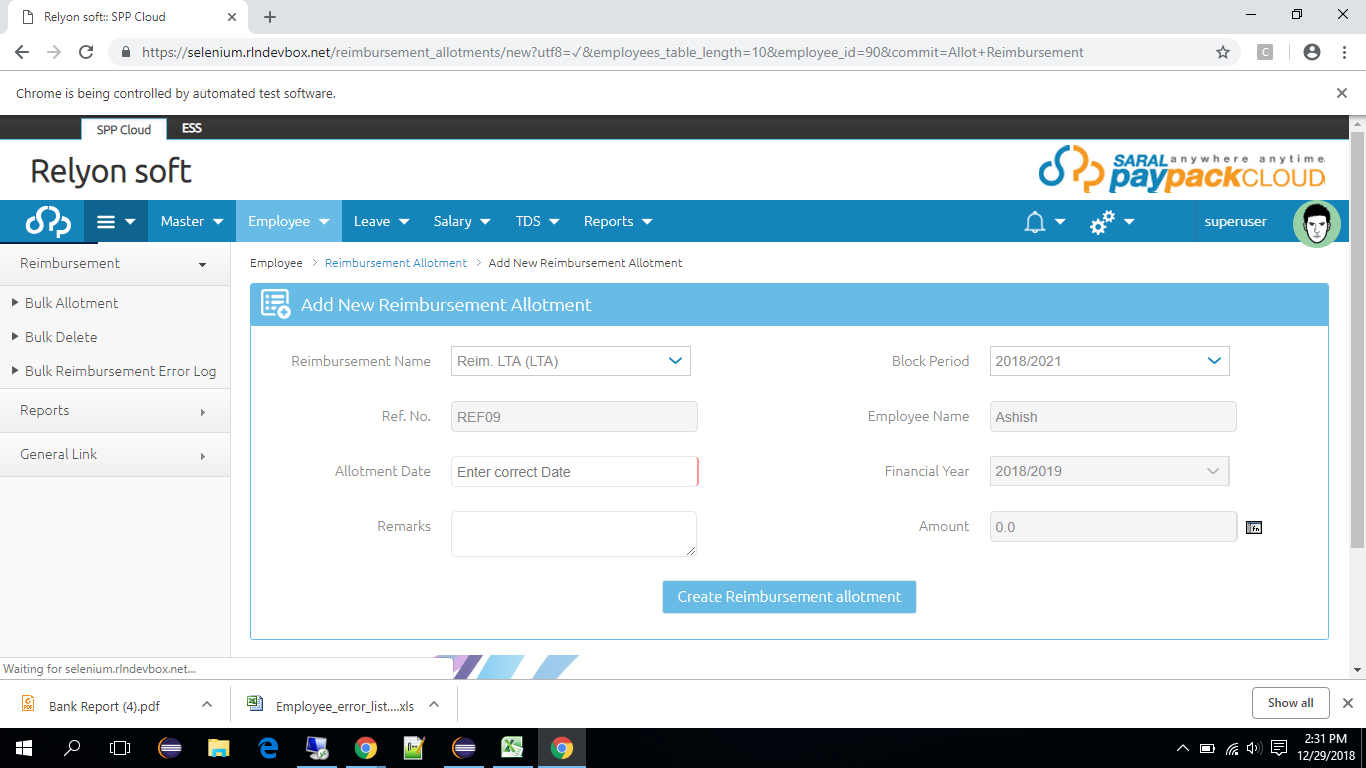 Relyon soft:: SPP Cloud
https://selenium.rlndevbox.net/reimbursement_allotments/new?utf8=✓&employees_table_length=10&employee_id=90&commit=Allot+Reimbursement
C
Chrome is being controlled by automated test software.
SPP Cloud ESS
Relyon soft
SARAL anywhere anytime
paypackCLOUD
Master Employee Leave Salary TDS Reports superuser
Reimbursement
Bulk Allotment
Bulk Delete
Bulk Reimbursement Error Log
Reports
General Link
Employee > Reimbursement Allotment > Add New Reimbursement Allotment
Add New Reimbursement Allotment
Reimbursement Name Reim. LTA (LTA) Block Period 2018/2021
Ref. No. REF09 Employee Name Ashish
Allotment Date Enter correct Date Financial Year 2018/2019
Remarks Amount 0.0 fn
Create Reimbursement allotment
Waiting for selenium.rlndevbox.net...
Bank Report (4).pdf Employee_error_list....xls Show all
2:31 PM
12/29/2018